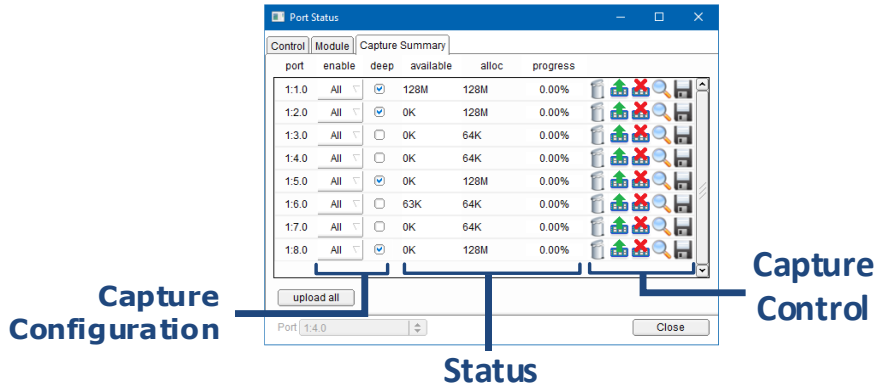 Port Status
Control Module Capture Summary
port enable deep available alloc progress
1:1.0 All 128M 128M 0.00%
1:2.0 All 0K 128M 0.00%
1:3.0 All 0K 64K 0.00%
1:4.0 All 0K 64K 0.00%
1:5.0 All 0K 128M 0.00%
1:6.0 All 63K 64K 0.00%
1:7.0 All 0K 64K 0.00%
1:8.0 All 0K 128M 0.00%
upload all
Port 1:4.0 Close
Capture
Configuration
Status
Capture
Control